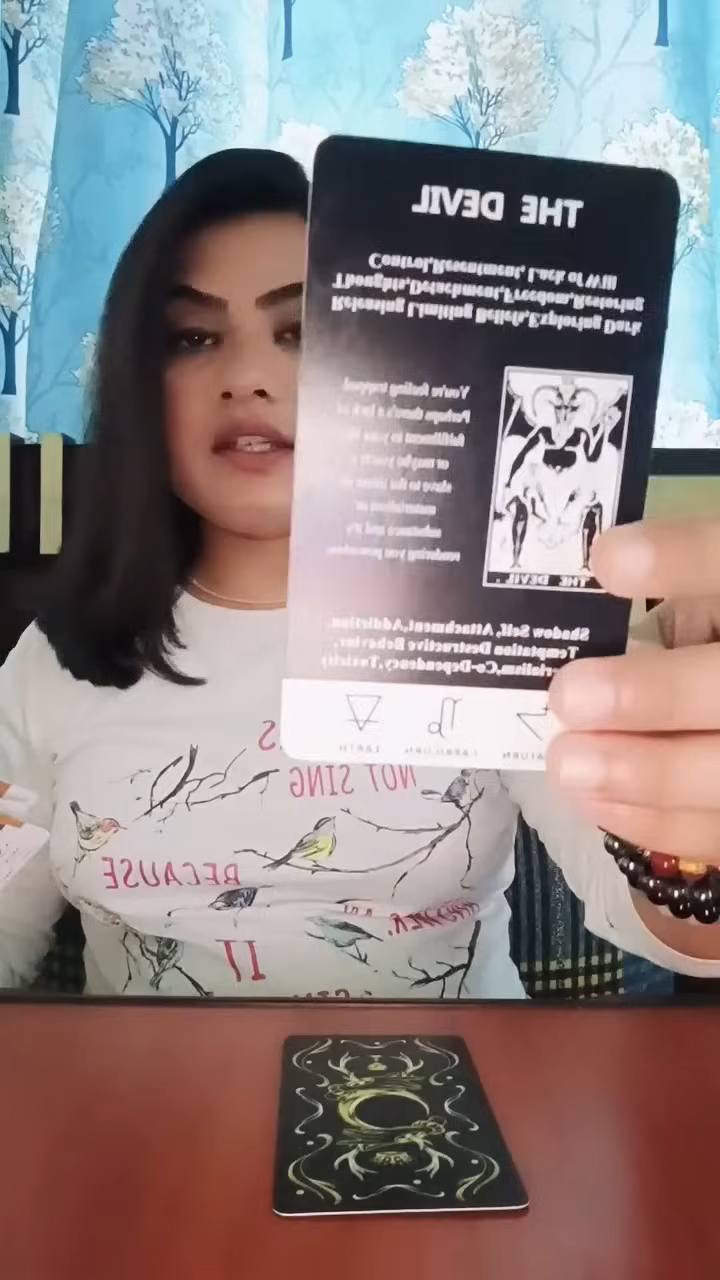 THE DEVIL
Control,Resentment, Lack of Will
Thoughts,Detachment,Freedom,Restoring
Releasing Limiting Beliefs,Exploring Dark
You're feeling trapped
Perhaps there's a lack of
fulfillment in your
or maybe you're a
slave to the
materialism or
substance and it's
rendering you powerless
THE DEVIL.
Shadow Self, Attachment,Addiction,
Temptation Destructive Behavior,
Co-Dependency,Toxicity
EARTH CAPRICORN SATURN
NOT SING
BECAUSE
IT